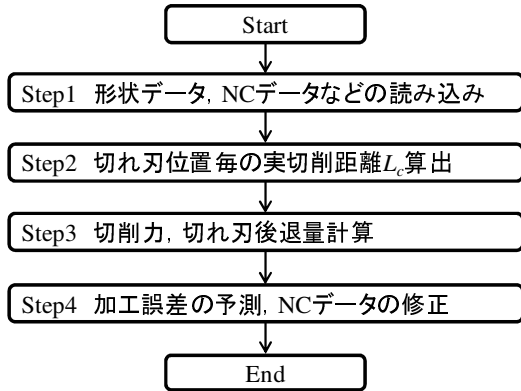 Start
Step1 形状データ, NCデータなどの読み込み
Step2 切れ刃位置毎の実切削距離Lc算出
Step3 切削力, 切れ刃後退量計算
Step4 加工誤差の予測, NCデータの修正
End